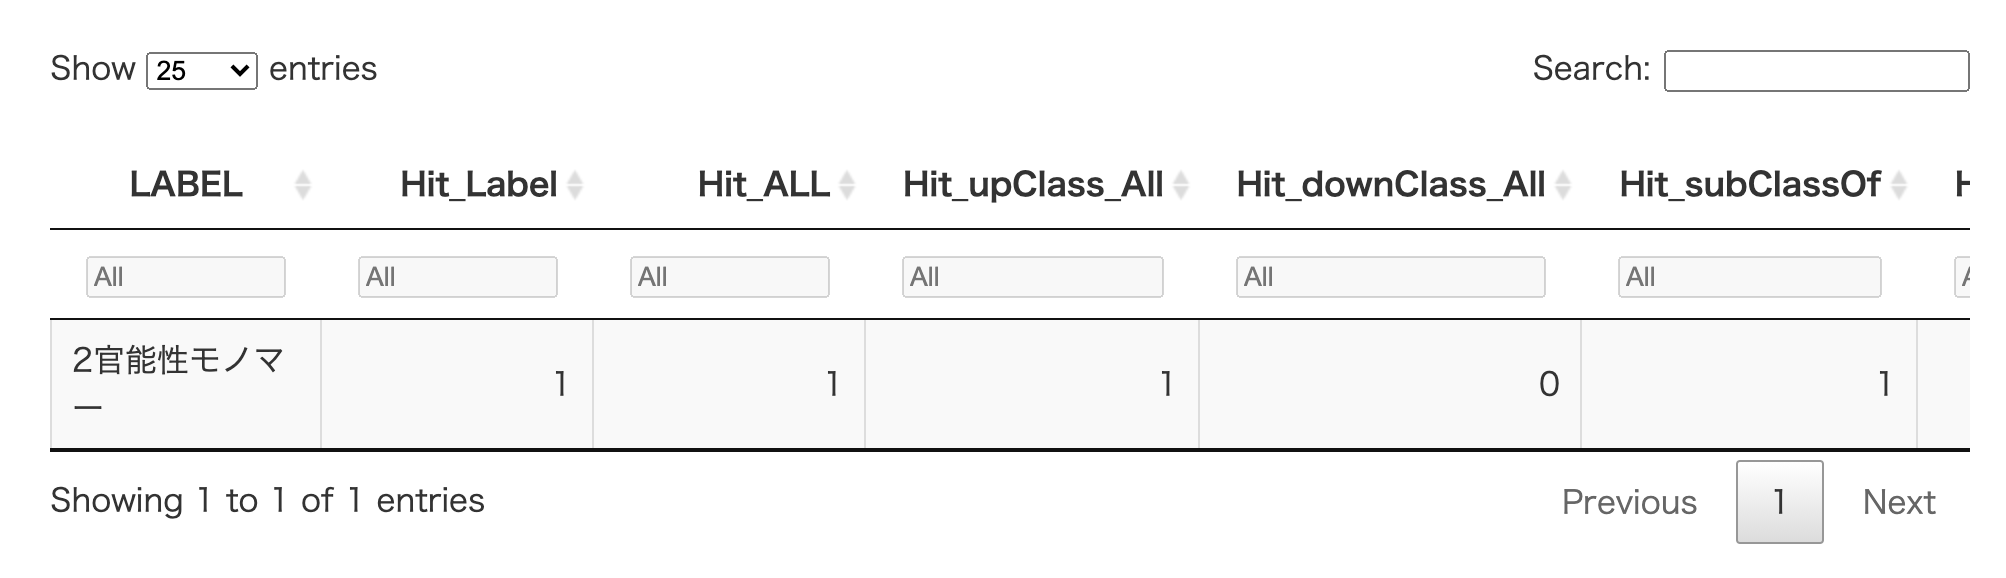 Show 25 entries Search:
LABEL Hit_Label Hit_ALL Hit_upClass_All Hit_downClass_All Hit_subClassOf H
All All All All All All
2官能性モノマ
ー 1 1 1 0 1
Showing 1 to 1 of 1 entries Previous 1 Next